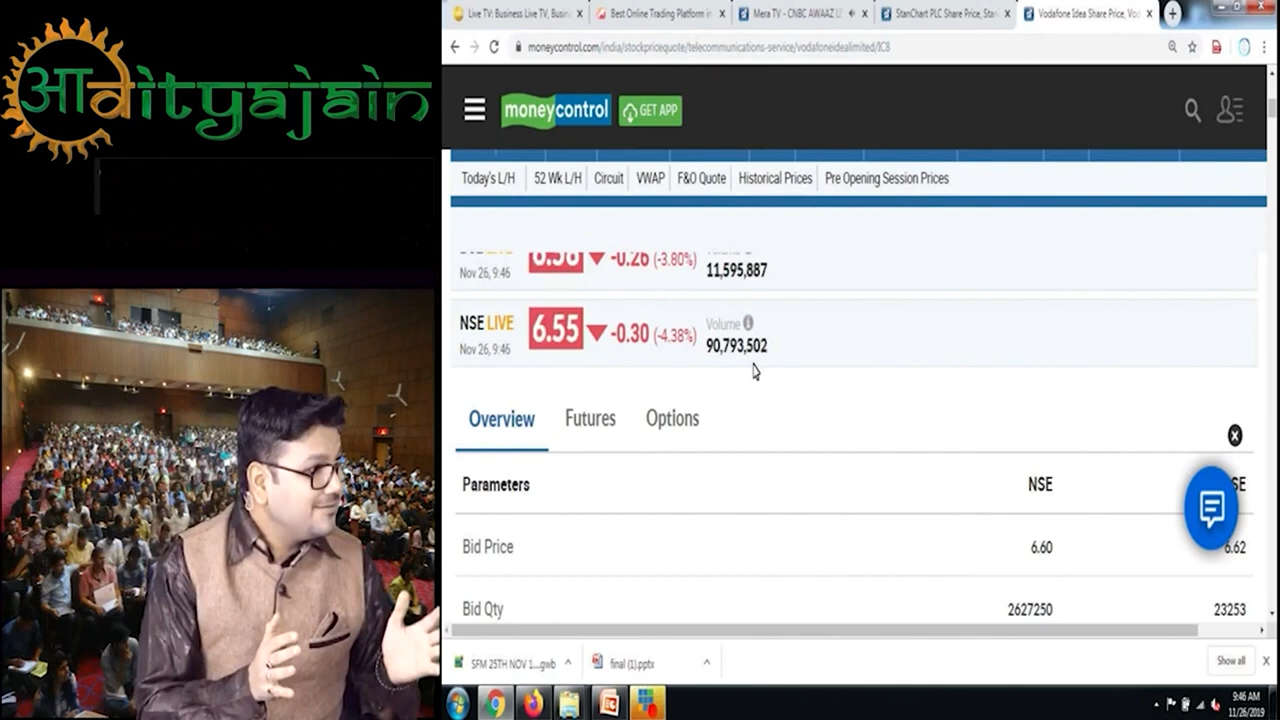 आdityajain
Live TV: Business Live TV, Busin
Best Online Trading Platform in
Mera TV - CNBC AWAAZ L
StanChart PLC Share Price, Sta
Vodafone Idea Share Price, Vo
moneycontrol.com/india/stockpricequote/telecommunications-service/vodafoneidealimited/IC8
moneycontrol GET APP
Today's L/H 52 Wk L/H Circuit VWAP F&O Quote Historical Prices Pre Opening Session Prices
-0.26 (-3.80%)
Nov 26, 9:46 11,595,887
NSE LIVE 6.55 -0.30 (-4.38%) Volume
Nov 26, 9:46 90,793,502
Overview Futures Options
Parameters NSE SE
Bid Price 6.60 6.62
Bid Qty 2627250 23253
SFM 25TH NOV 1....gwb final (1).pptx Show all
9:46 AM
11/26/2019